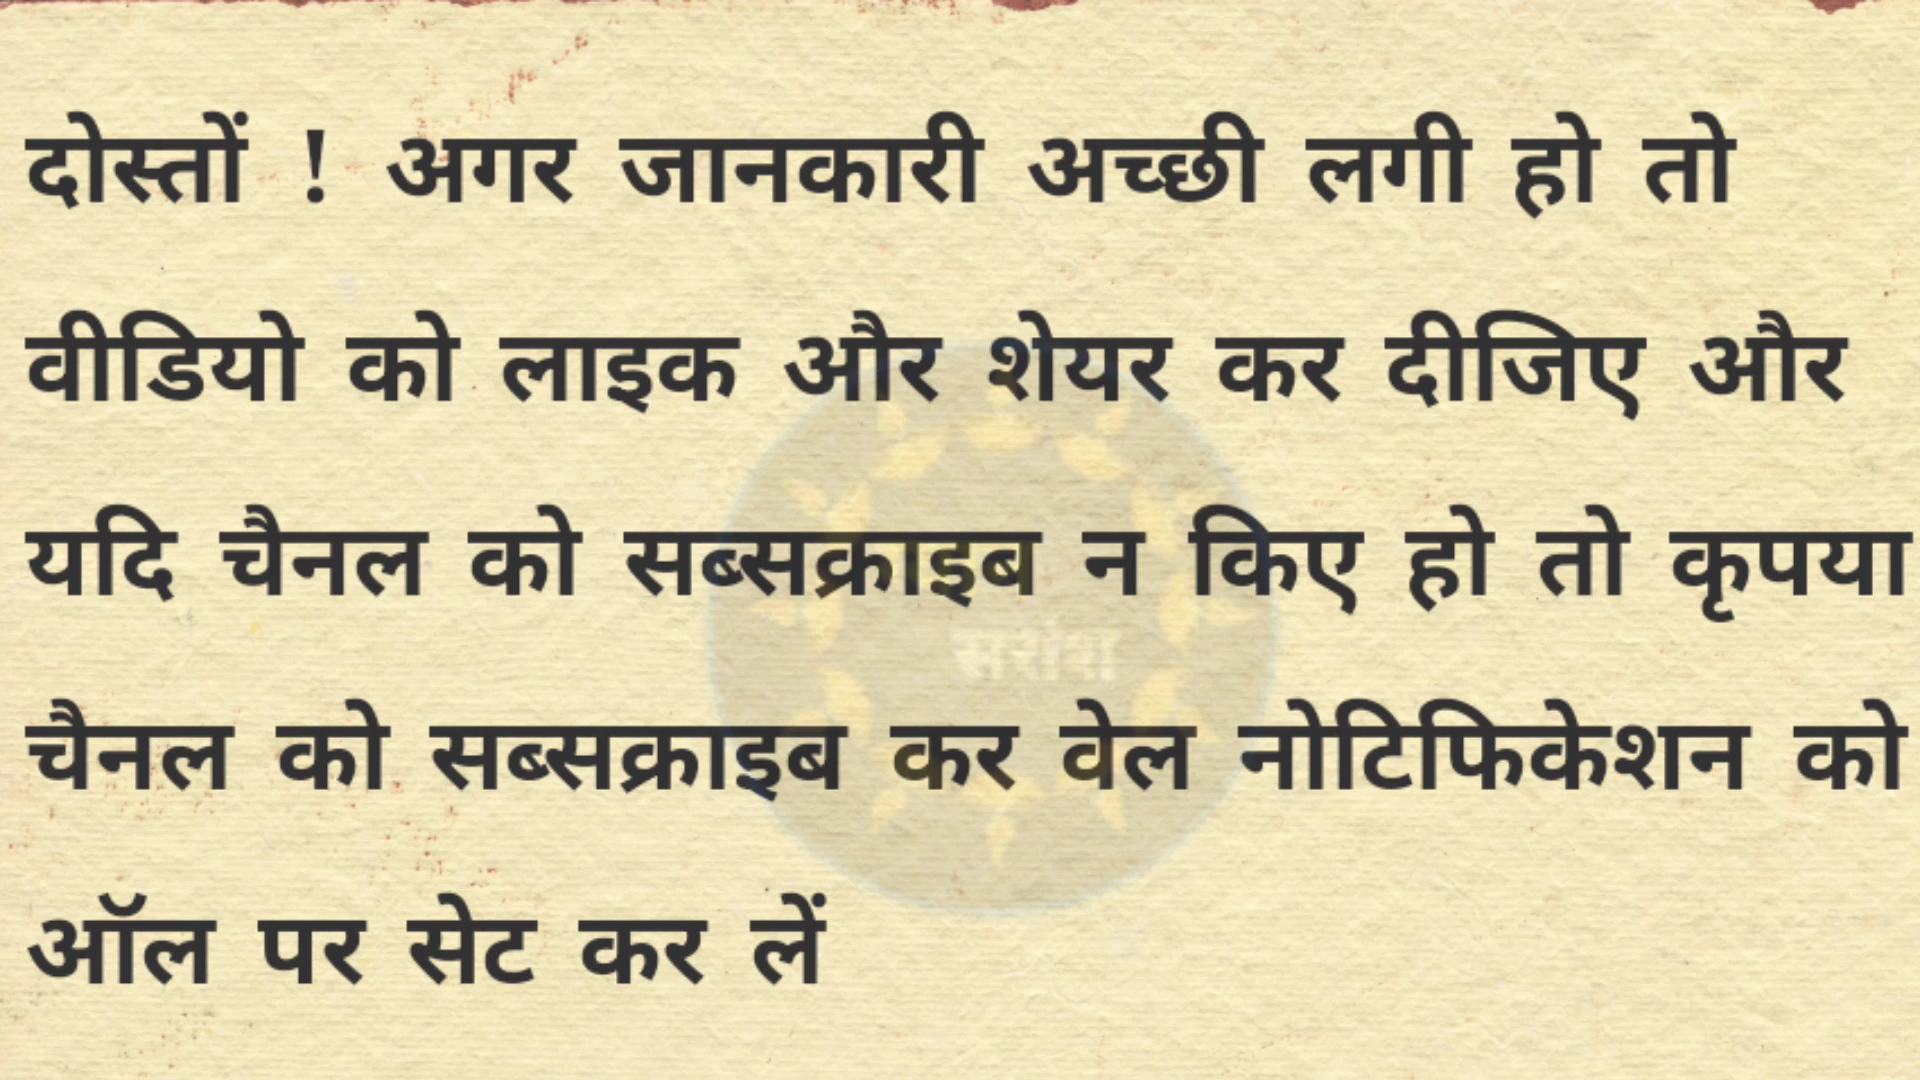 दोस्तों ! अगर जानकारी अच्छी लगी हो तो
वीडियो को लाइक और शेयर कर दीजिए और
यदि चैनल को सब्सक्राइब न किए हो तो कृपया
सरांश
चैनल को सब्सक्राइब कर वेल नोटिफिकेशन को
ऑल पर सेट कर लें